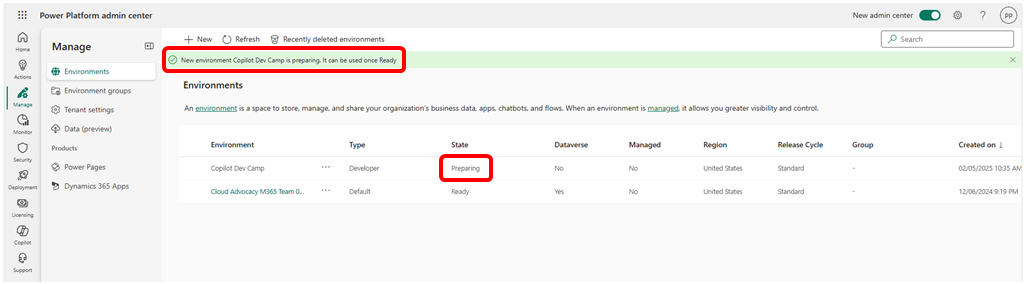 Power Platform admin center
New admin center
?
PP
Home
Actions
Manage
Monitor
Security
Deployment
Licensing
Copilot
Support
Manage
Environments
Environment groups
Tenant settings
Data (preview)
Products
Power Pages
Dynamics 365 Apps
+ New Refresh Recently deleted environments
Search
New environment Copilot Dev Camp is preparing. It can be used once Ready
Environments
An environment is a space to store, manage, and share your organization's business data, apps, chatbots, and flows. When an environment is managed, it allows you greater visibility and control.
Environment Type State Dataverse Managed Region Release Cycle Group Created on ↓
Copilot Dev Camp ··· Developer Preparing No No United States Standard - 02/05/2025 10:35 AM
Cloud Advocacy M365 Team 0... ··· Default Ready Yes No United States Standard - 12/06/2024 9:19 PM